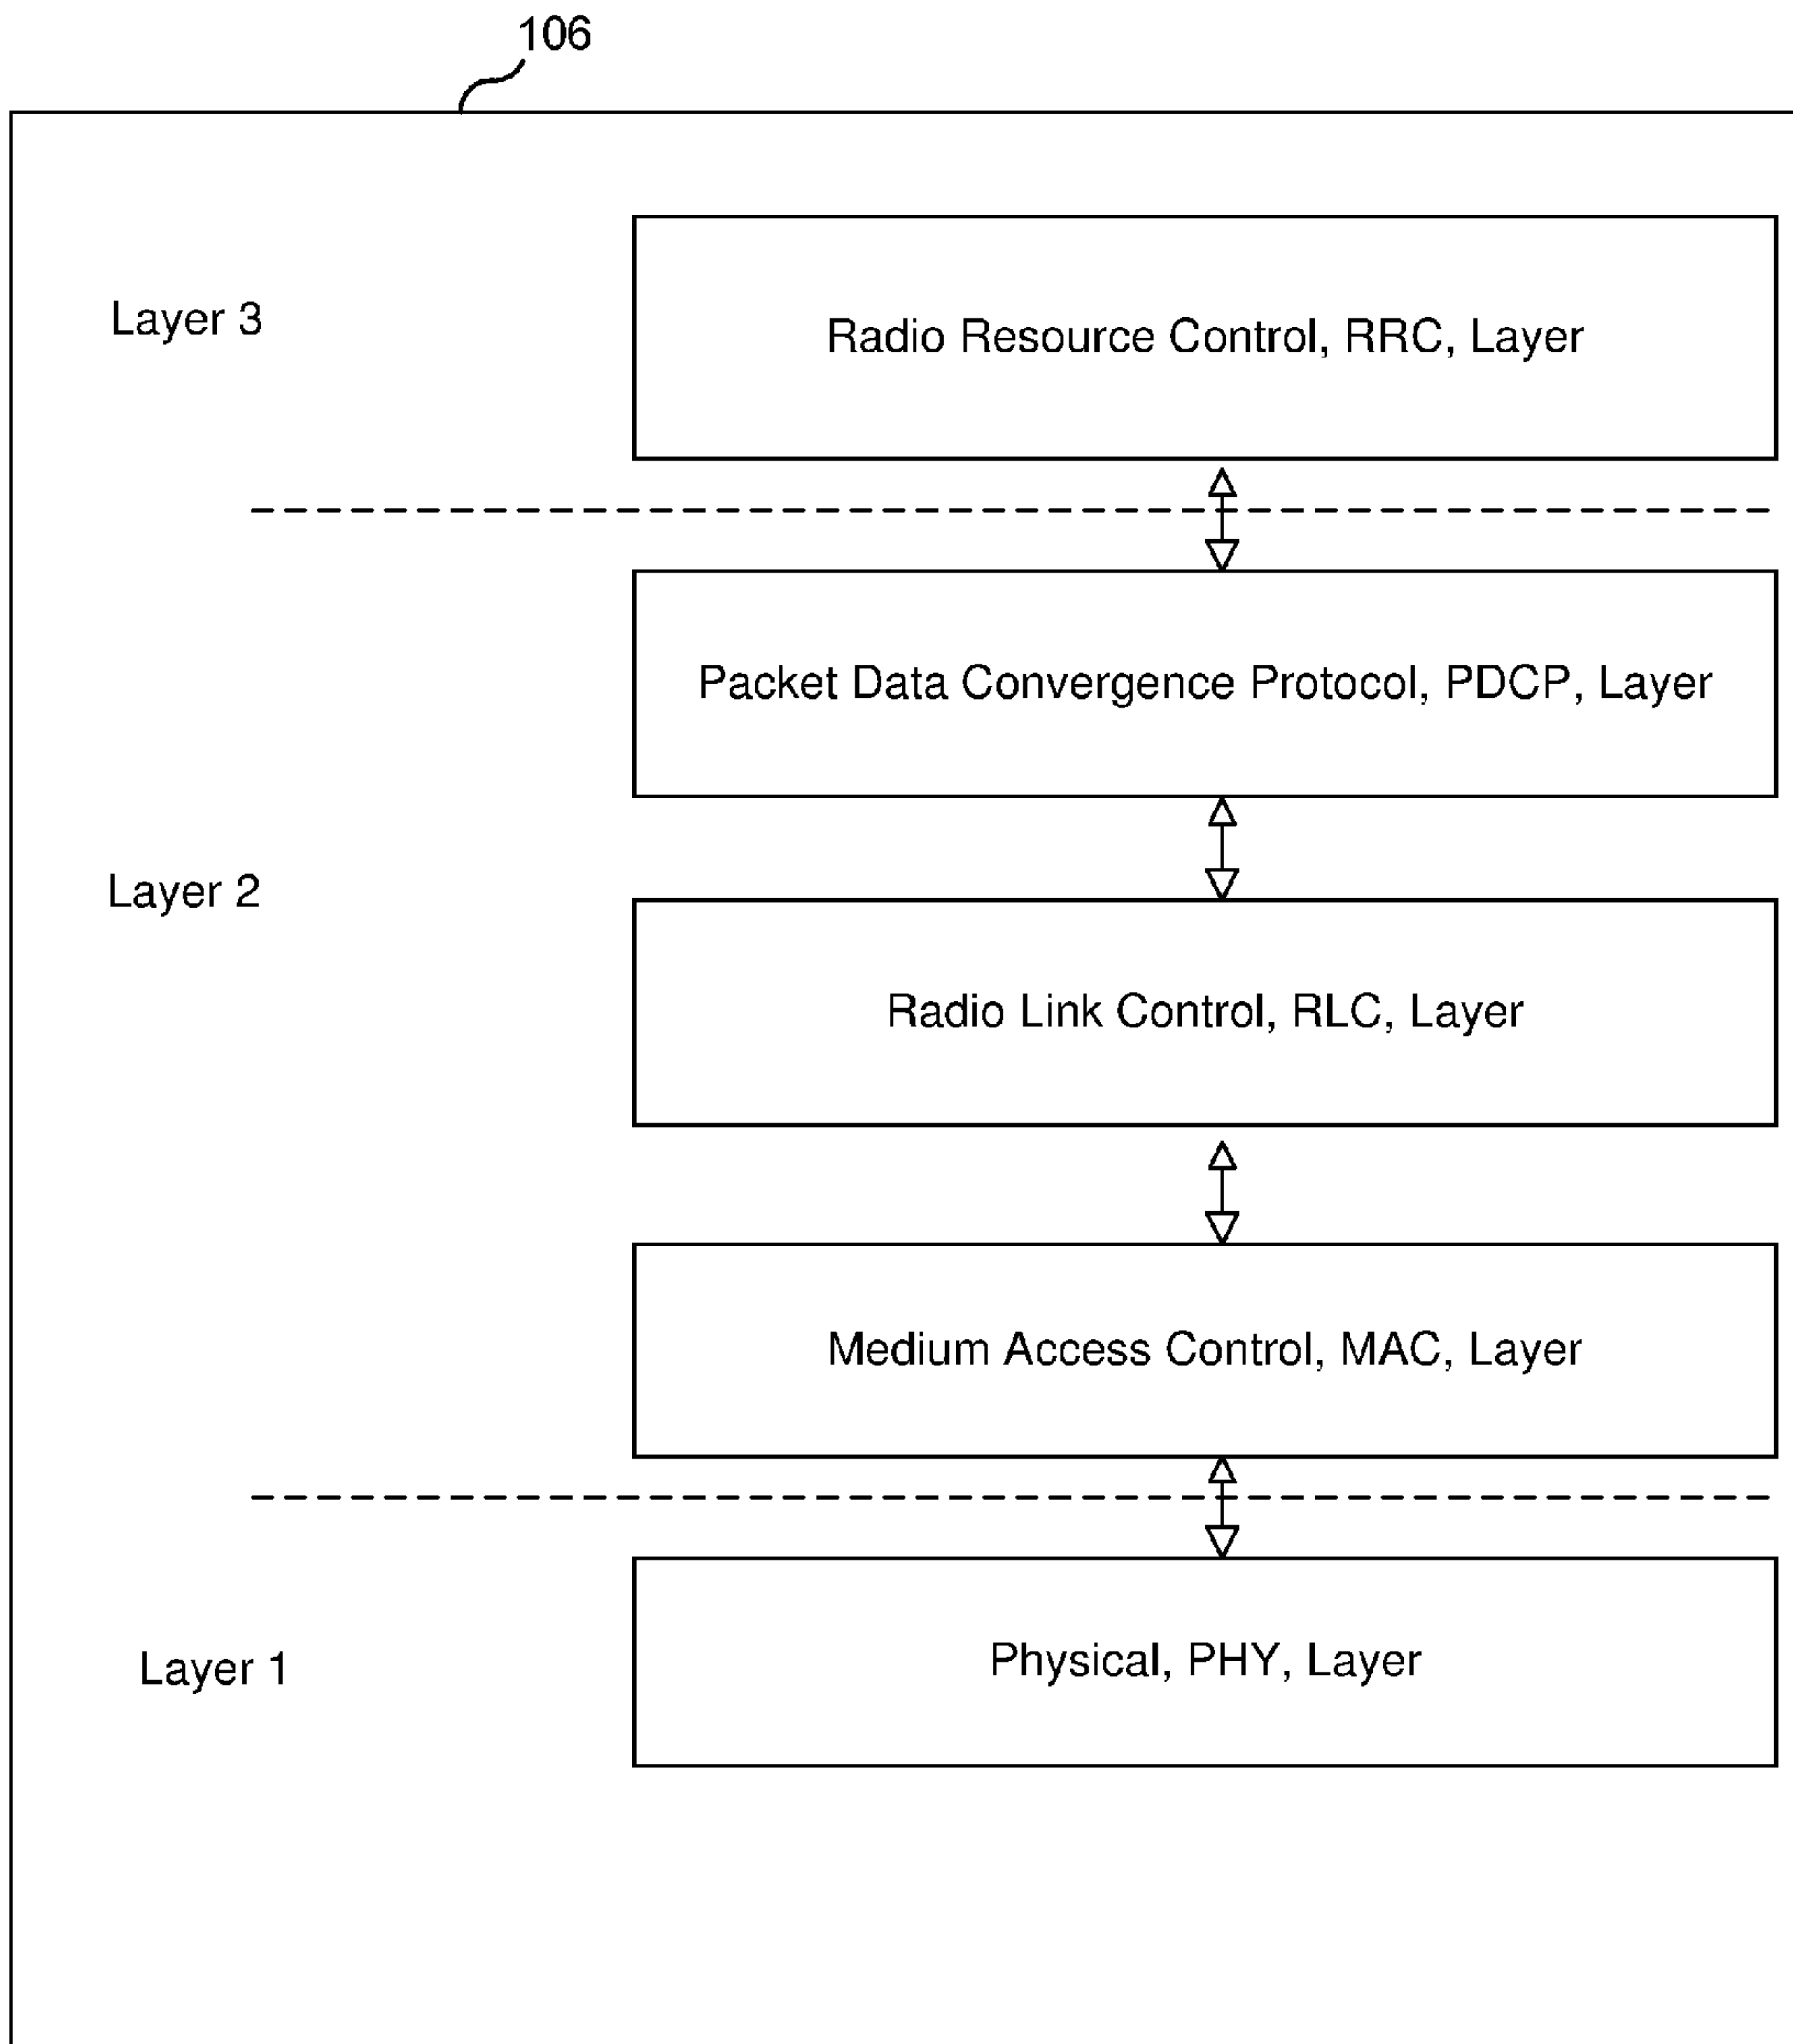 106
Layer 3
Radio Resource Control, RRC, Layer
Packet Data Convergence Protocol, PDCP, Layer
Layer 2
Radio Link Control, RLC, Layer
Medium Access Control, MAC, Layer
Layer 1
Physical, PHY, Layer